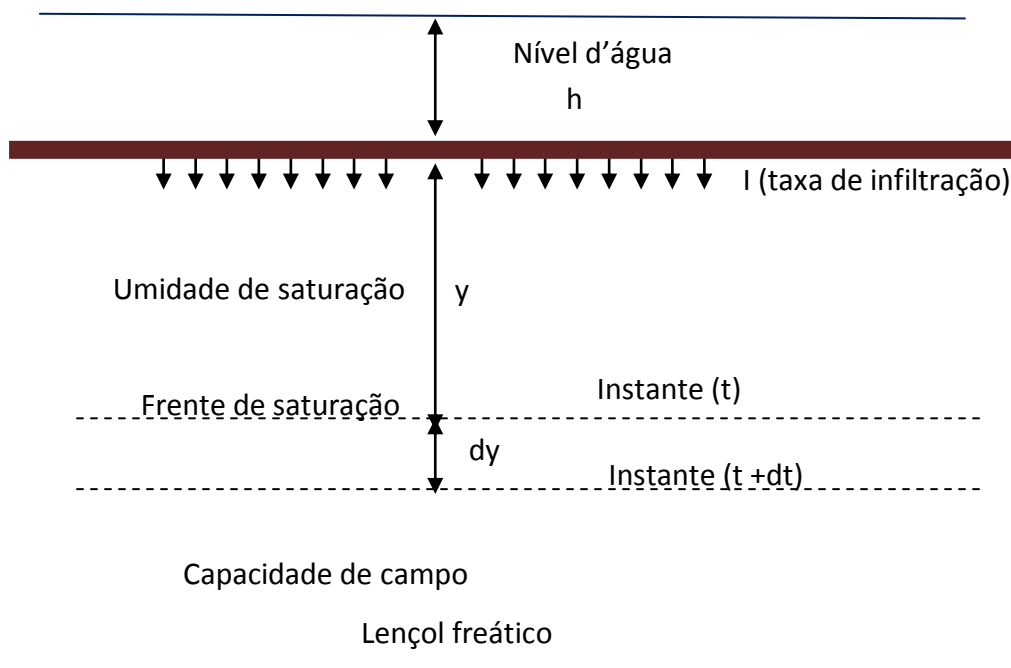 Nível d’água
h
I (taxa de infiltração)
Umidade de saturação
y
Instante (t)
Frente de saturação
dy
Instante (t +dt)
Capacidade de campo
Lençol freático